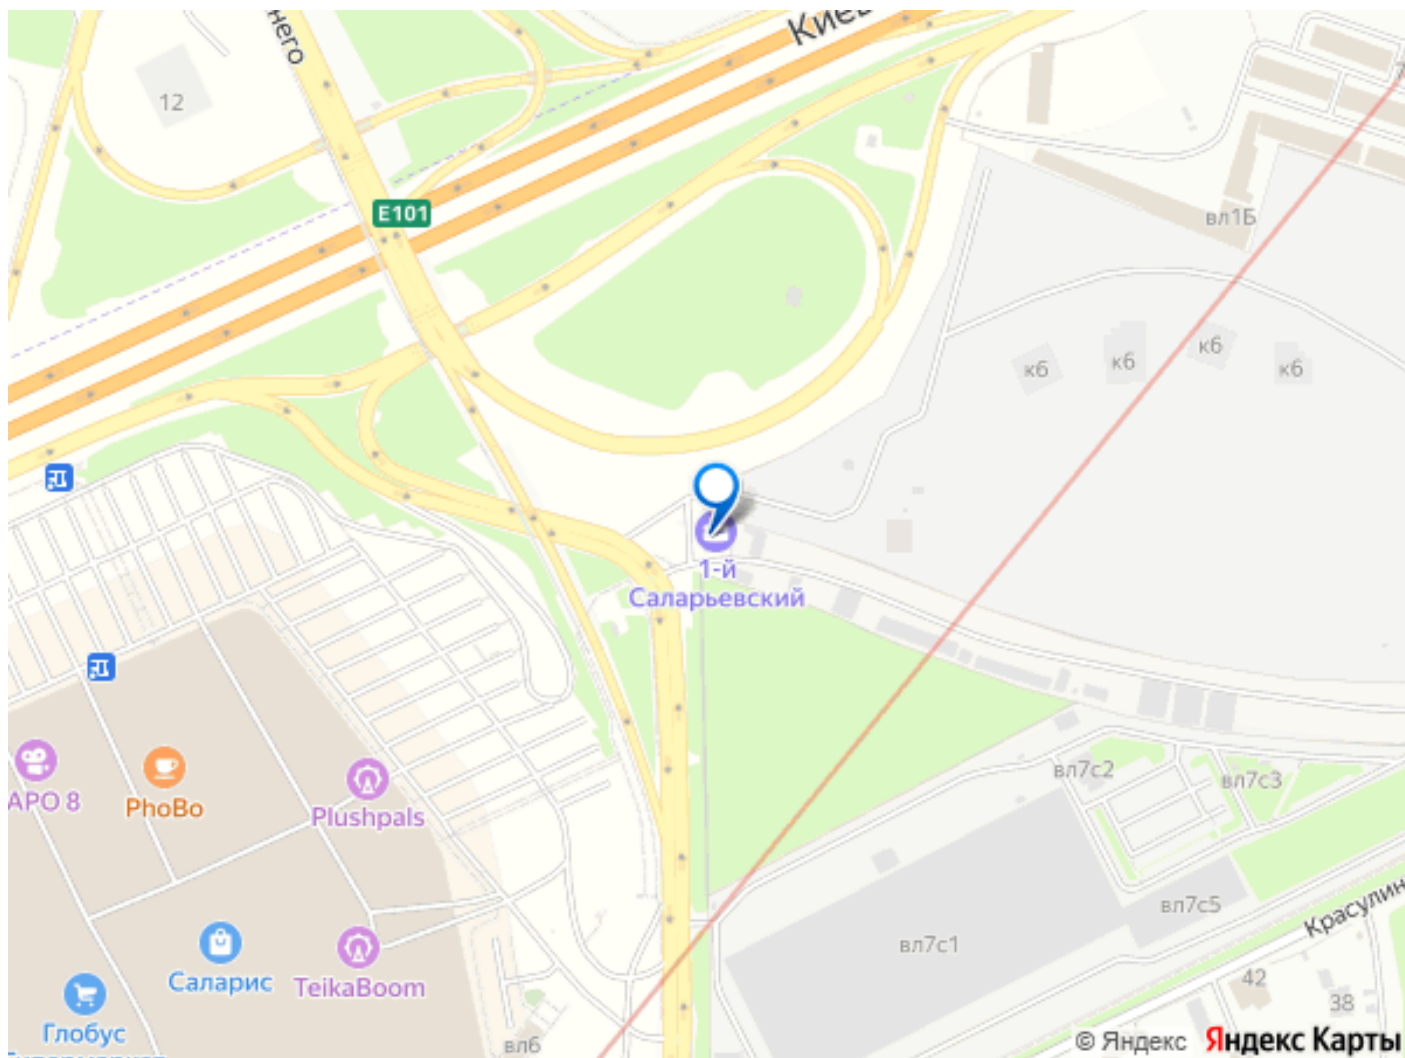 Киев
него
12
E101
вл1Б
к6
к6
к6
к6
1-й
Саларьевский
вл7с2
вл7с3
АРО 8
PhoBo
Plushpals
вл7с5
вл7с1
Красулин
42
38
Саларис
TeikaBoom
Глобус
вл6
© Яндекс
Яндекс Карты